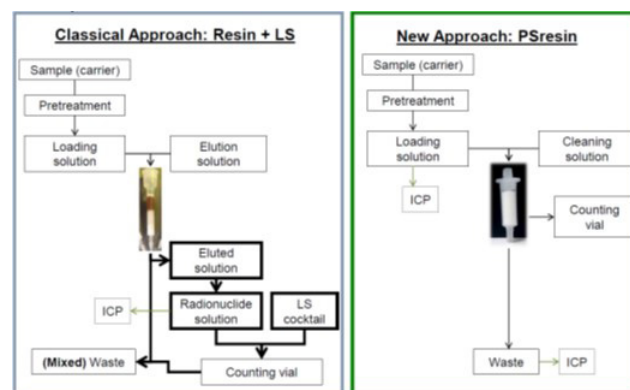 Classical Approach: Resin + LS
Sample (carrier)
Pretreatment
Loading
solution
Elution
solution
Eluted
solution
ICP
Radionuclide
solution
LS
cocktail
(Mixed) Waste
Counting vial
New Approach: PSresin
Sample (carrier)
Pretreatment
Loading
solution
Cleaning
solution
ICP
Counting
vial
Waste
ICP